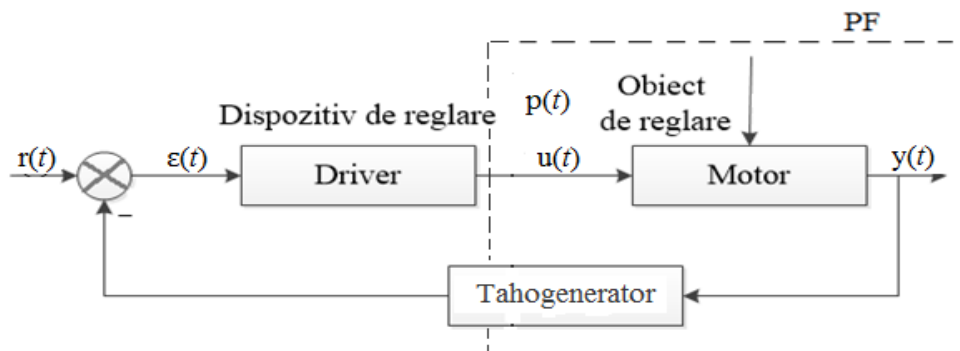 PF
Obiect
de reglare
p(t)
Dispozitiv de reglare
r(t)
ε(t)
Driver
u(t)
Motor
y(t)
–
Tahogenerator